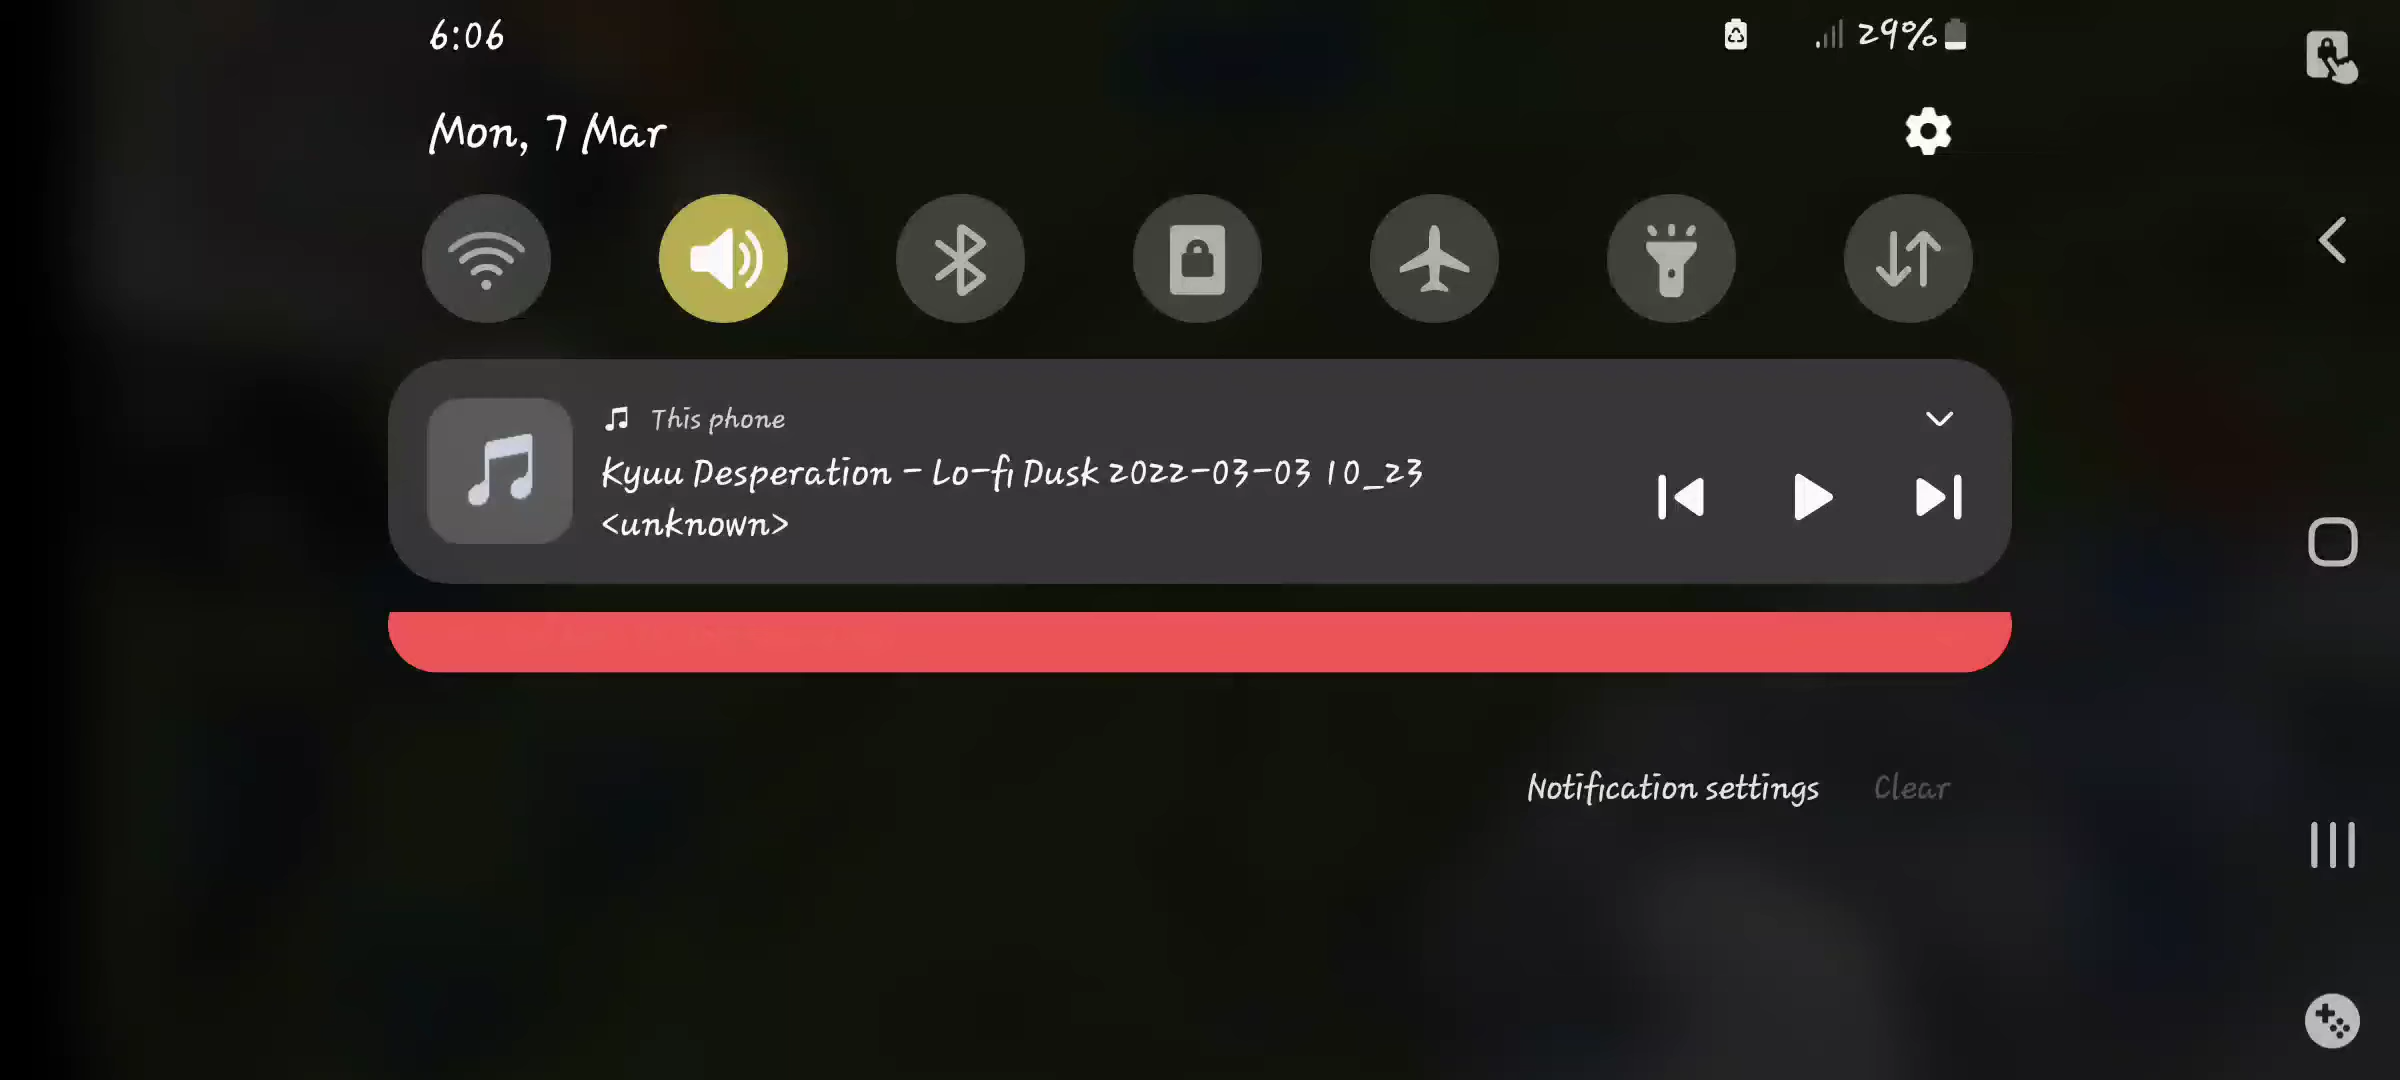 6:06
29%
Mon, 7 Mar
This phone
Kyuu Desperation - Lo-fi Dusk 2022-03-03 10_23
<unknown>
Notification settings
Clear